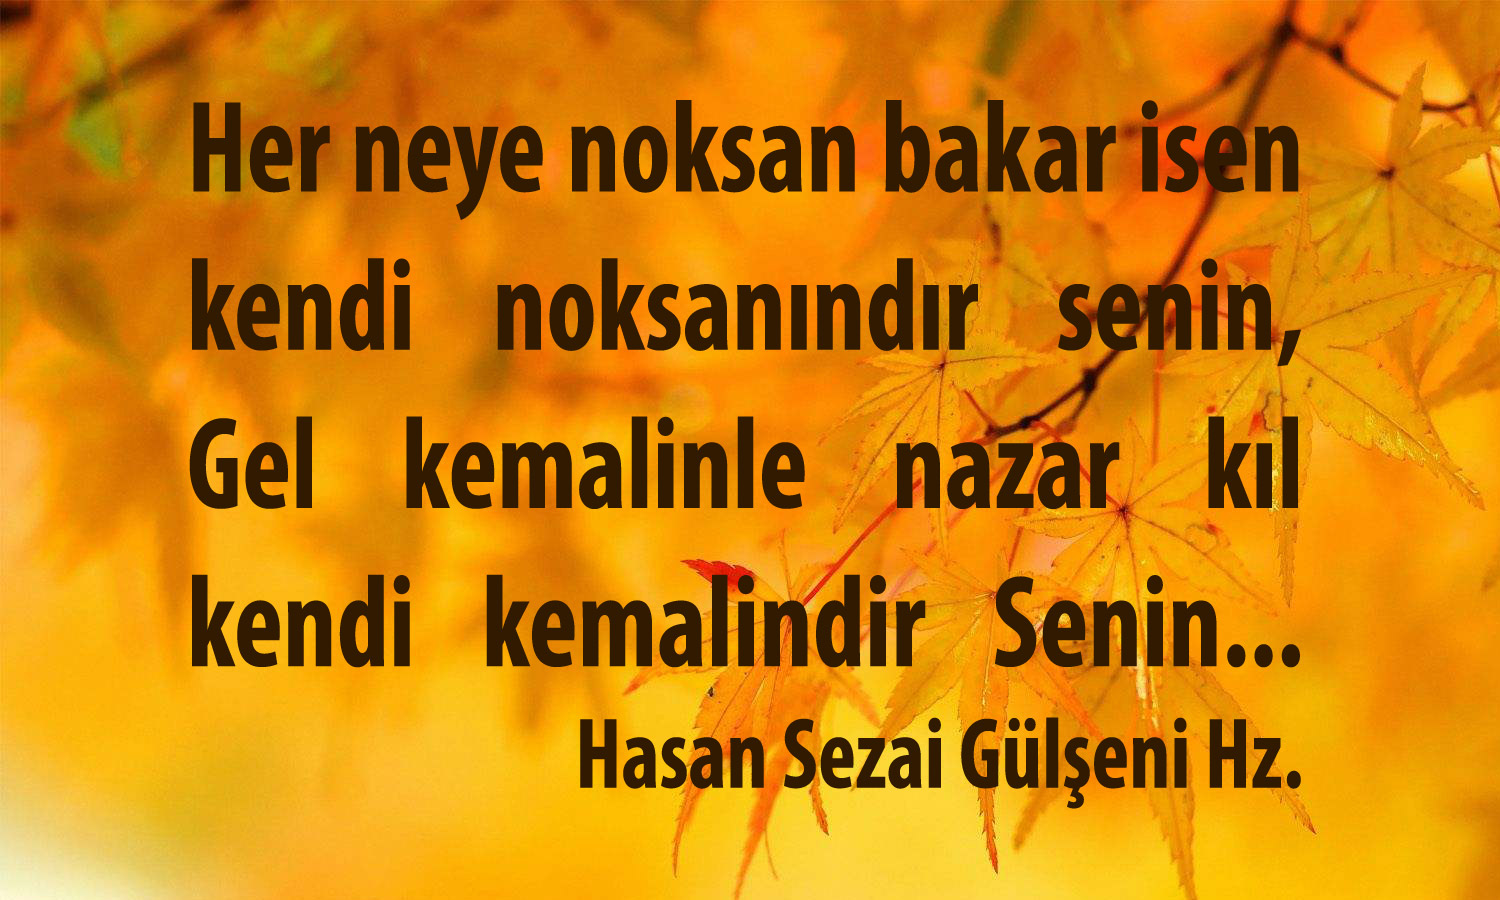 Her neye noksan bakar isen
kendi noksanındır senin,
Gel kemalinle nazar kıl
kendi kemalindir Senin...
Hasan Sezai Gülşeni Hz.